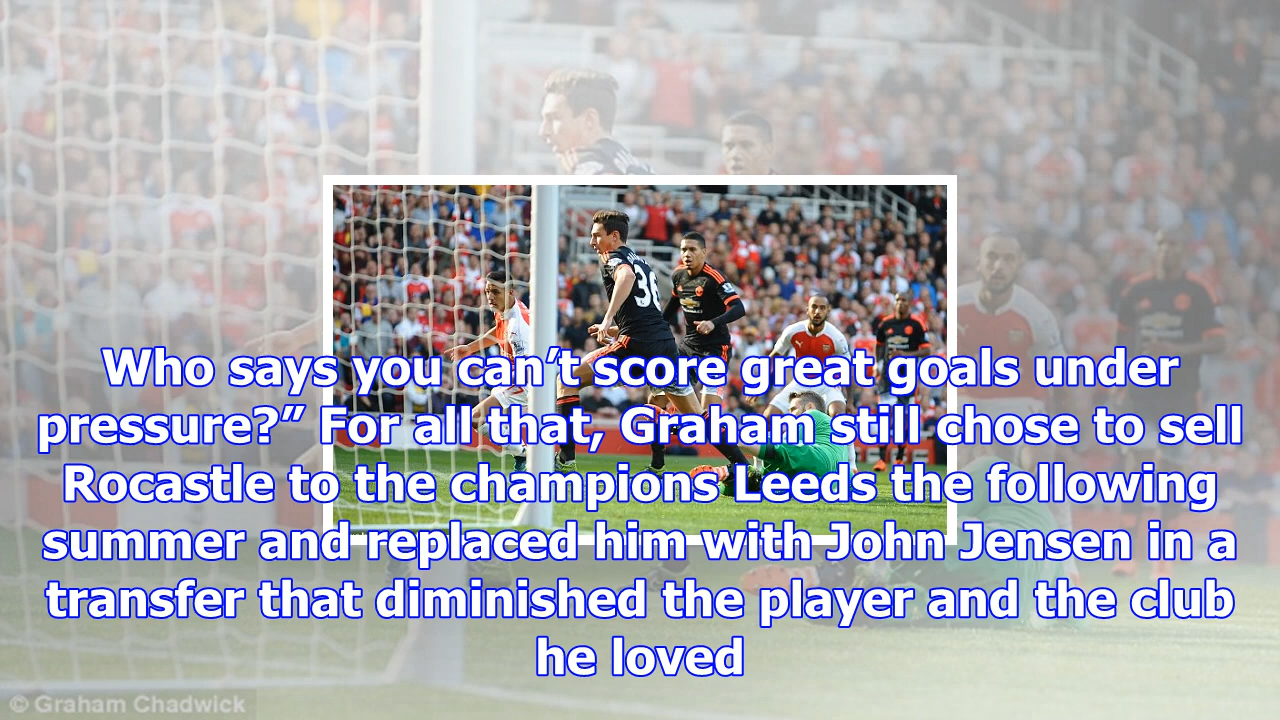 36
Who says you can’t score great goals under
pressure?” For all that, Graham still chose to sell
Rocastle to the champions Leeds the following
summer and replaced him with John Jensen in a
transfer that diminished the player and the club
he loved
© Graham Chadwick